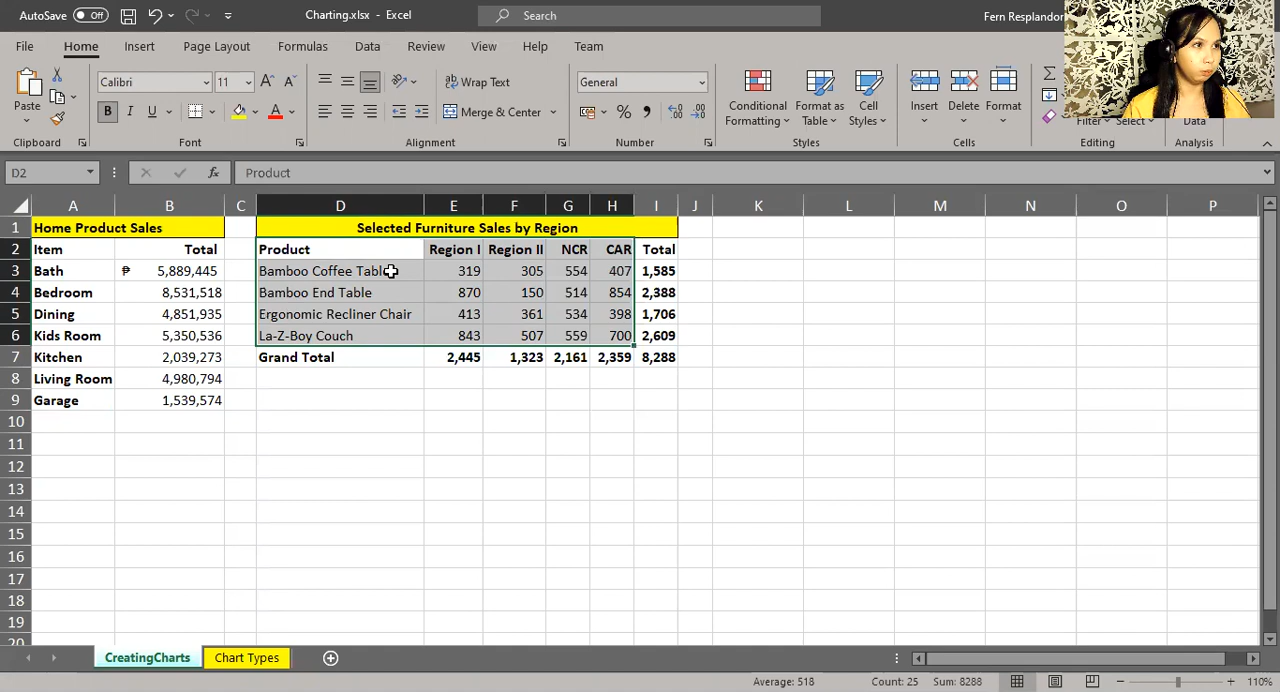 AutoSave Off Charting.xlsx - Excel Search Fern Resplandor
File Home Insert Page Layout Formulas Data Review View Help Team
Paste Calibri 11 Wrap Text General Conditional Formatting Format as Table Cell Styles Insert Delete Format
B I U Merge & Center % Filter Select Data
Clipboard Font Alignment Number Styles Cells Editing Analysis
D2 fx Product
A B C D E F G H I J K L M N O P
1 Home Product Sales Selected Furniture Sales by Region
2 Item Total Product Region I Region II NCR CAR Total
3 Bath ₱ 5,889,445 Bamboo Coffee Table 319 305 554 407 1,585
4 Bedroom 8,531,518 Bamboo End Table 870 150 514 854 2,388
5 Dining 4,851,935 Ergonomic Recliner Chair 413 361 534 398 1,706
6 Kids Room 5,350,536 La-Z-Boy Couch 843 507 559 700 2,609
7 Kitchen 2,039,273 Grand Total 2,445 1,323 2,161 2,359 8,288
8 Living Room 4,980,794
9 Garage 1,539,574
10
11
12
13
14
15
16
17
18
19
20
CreatingCharts Chart Types
Average: 518 Count: 25 Sum: 8288 110%